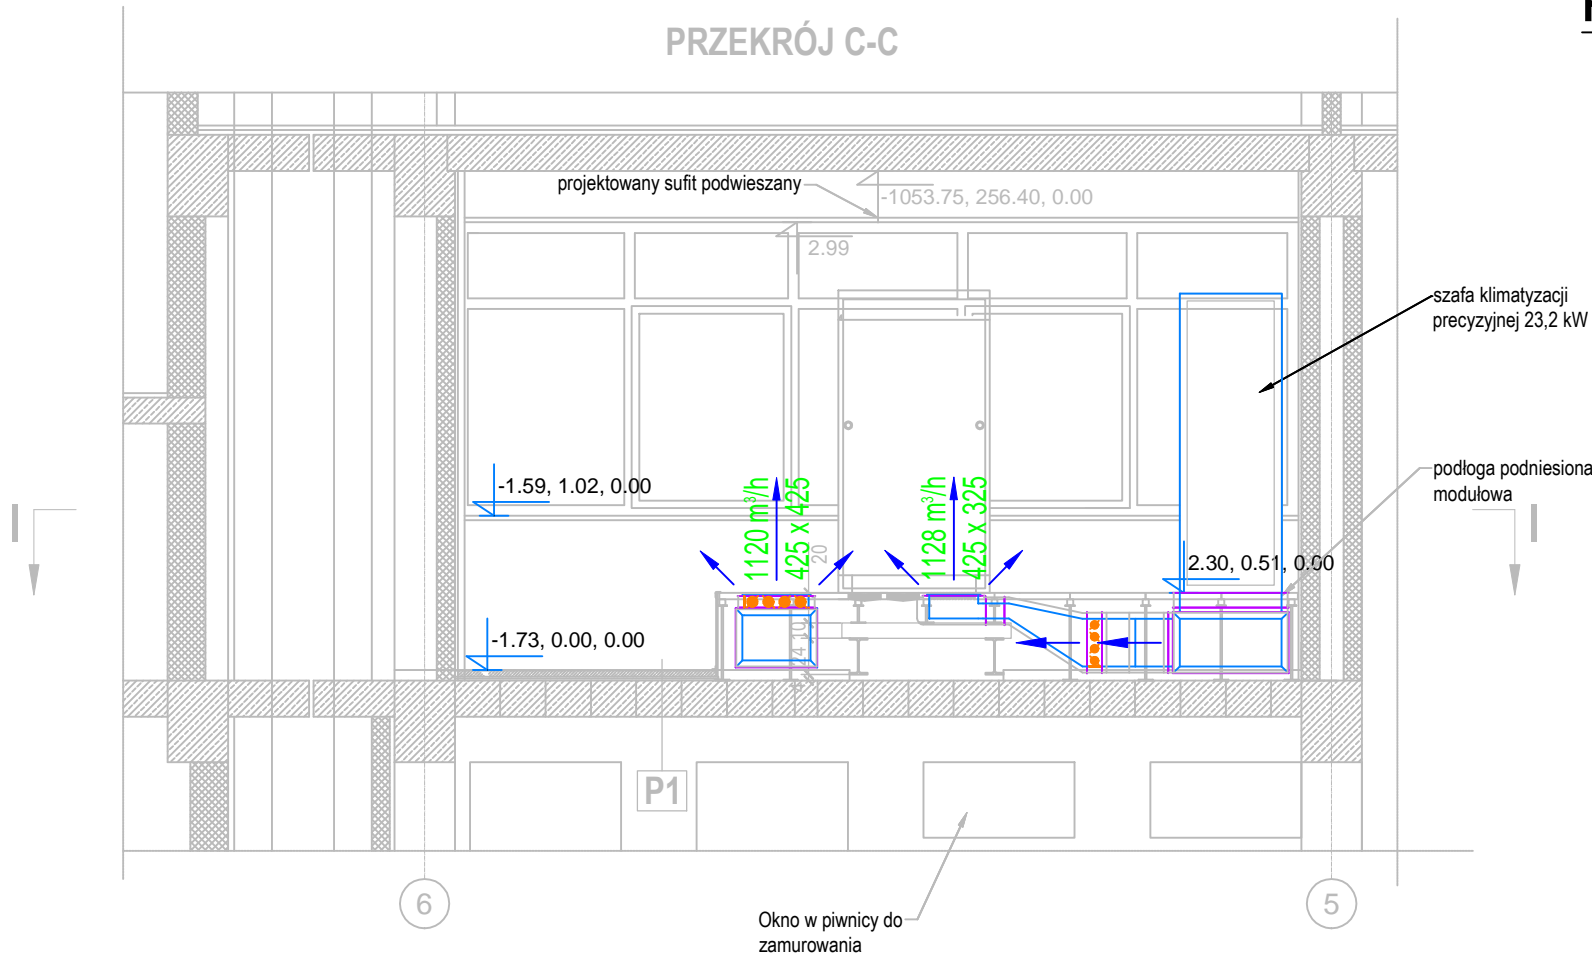 PRZEKRÓJ C-C
projektowany sufit podwieszany
-1053.75, 256.40, 0.00
2.99
szafa klimatyzacji
precyzyjnej 23,2 kW
podłoga podniesiona
modułowa
-1.59, 1.02, 0.00
1120 m³/h
425 x 425
20
1128 m³/h
425 x 325
2.30, 0.51, 0.00
I
I
-1.73, 0.00, 0.00
10
24
P1
6
5
Okno w piwnicy do
zamurowania